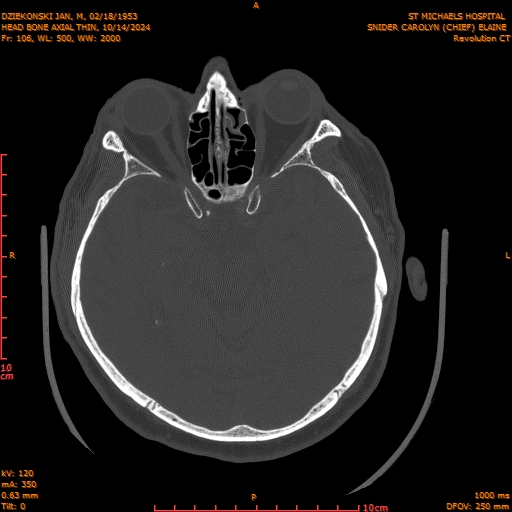 A
DZIEKONSKI JAN, M, 02/18/1953
HEAD BONE AXIAL THIN, 10/14/2024
Fr: 106, WL: 500, WW: 2000
ST MICHAELS HOSPITAL
SNIDER CAROLYN (CHIEF) ELAINE
Revolution CT
R
L
10
cm
kV: 120
mA: 350
0.63 mm
Tilt: 0
P
10cm
1000 ms
DFOV: 250 mm